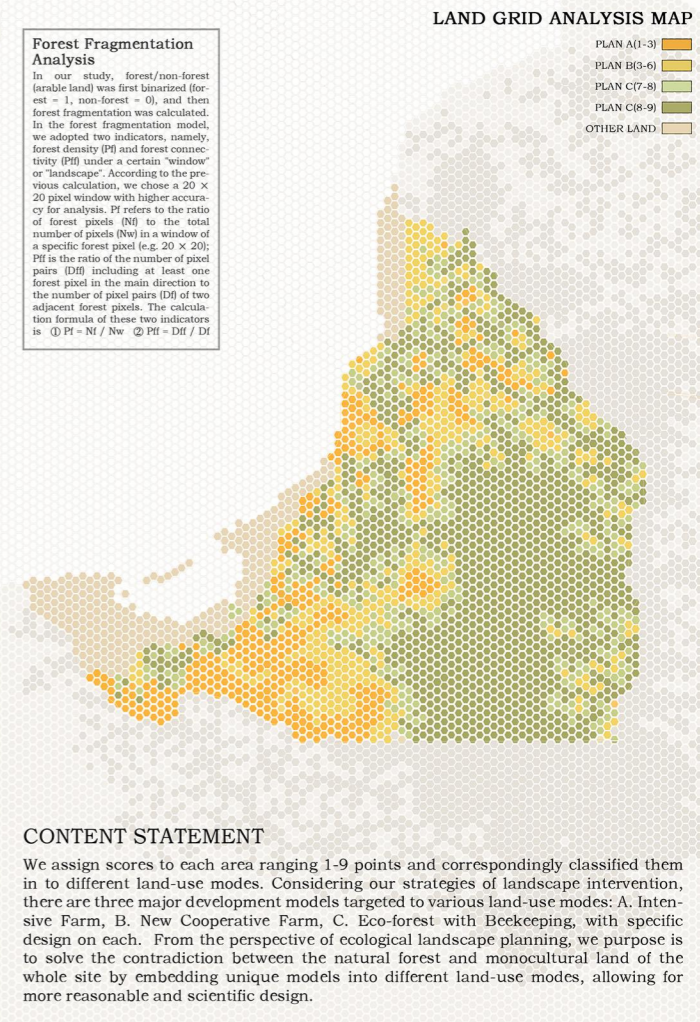 LAND GRID ANALYSIS MAP
PLAN A(1-3)
PLAN B(3-6)
PLAN C(7-8)
PLAN C(8-9)
OTHER LAND
Forest Fragmentation
Analysis
In our study, forest/non-forest
(arable land) was first binarized (for-
est = 1, non-forest = 0), and then
forest fragmentation was calculated.
In the forest fragmentation model,
we adopted two indicators, namely,
forest density (Pf) and forest connec-
tivity (Pff) under a certain "window"
or "landscape". According to the pre-
vious calculation, we chose a 20 ×
20 pixel window with higher accura-
cy for analysis. Pf refers to the ratio
of forest pixels (Nf) to the total
number of pixels (Nw) in a window of
a specific forest pixel (e.g. 20 × 20);
Pff is the ratio of the number of pixel
pairs (Dff) including at least one
forest pixel in the main direction to
the number of pixel pairs (Df) of two
adjacent forest pixels. The calcula-
tion formula of these two indicators
is ① Pf = Nf / Nw ② Pff = Dff / Df
CONTENT STATEMENT
We assign scores to each area ranging 1-9 points and correspondingly classified them
in to different land-use modes. Considering our strategies of landscape intervention,
there are three major development models targeted to various land-use modes: A. Inten-
sive Farm, B. New Cooperative Farm, C. Eco-forest with Beekeeping, with specific
design on each. From the perspective of ecological landscape planning, we purpose is
to solve the contradiction between the natural forest and monocultural land of the
whole site by embedding unique models into different land-use modes, allowing for
more reasonable and scientific design.